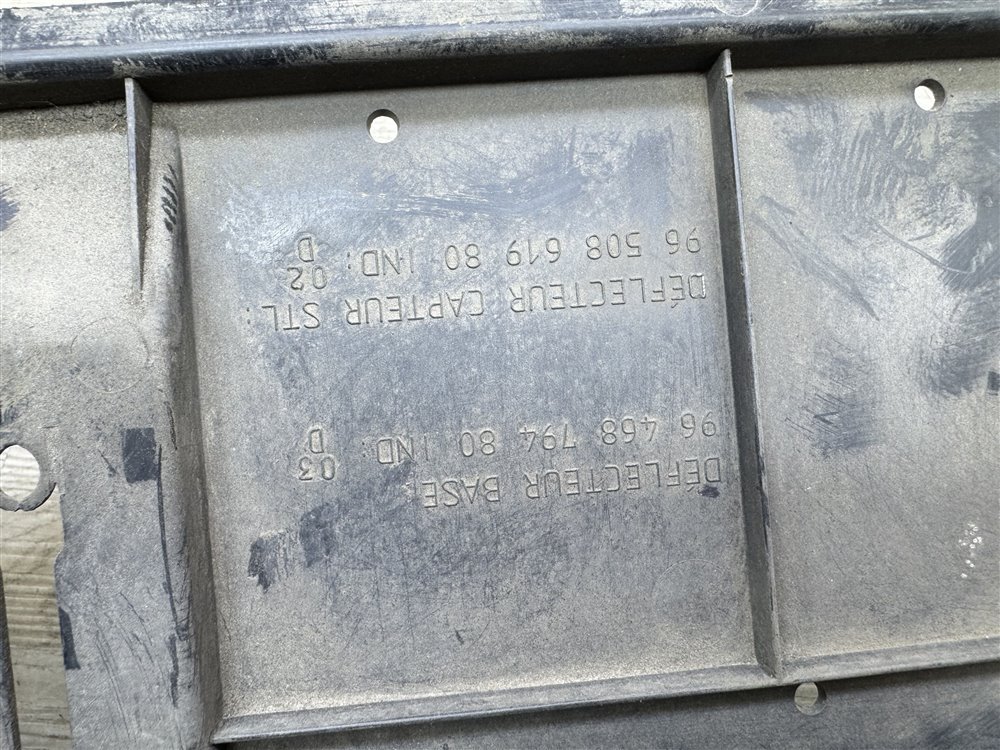 DÉFLECTEUR BASE:
96 468 794 80 IND: 03
D
DÉFLECTEUR CAPTEUR STL:
96 508 619 80 IND: 02
D